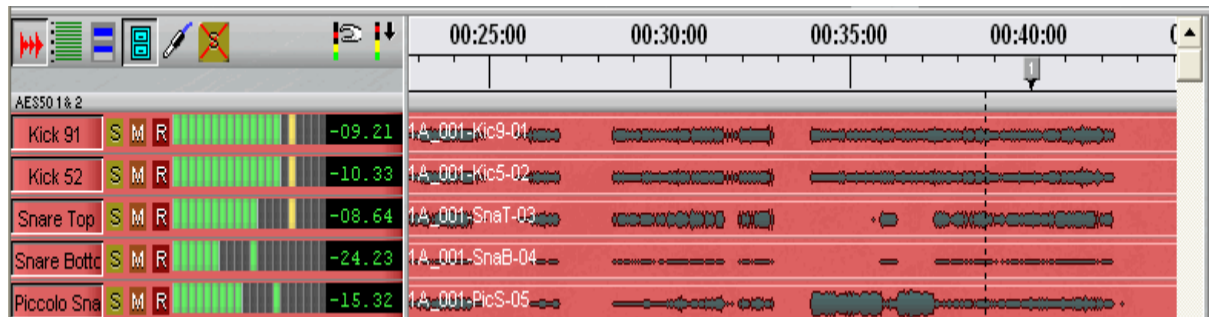 S
00:25:00 00:30:00 00:35:00 00:40:00
1
AES50 1 & 2
Kick 91 S M R -09.21 1A_001-Kic9-01
Kick 52 S M R -10.33 1A_001-Kic5-02
Snare Top S M R -08.64 1A_001-SnaT-03
Snare Botto S M R -24.23 1A_001-SnaB-04
Piccolo Sna S M R -15.32 1A_001-PicS-05